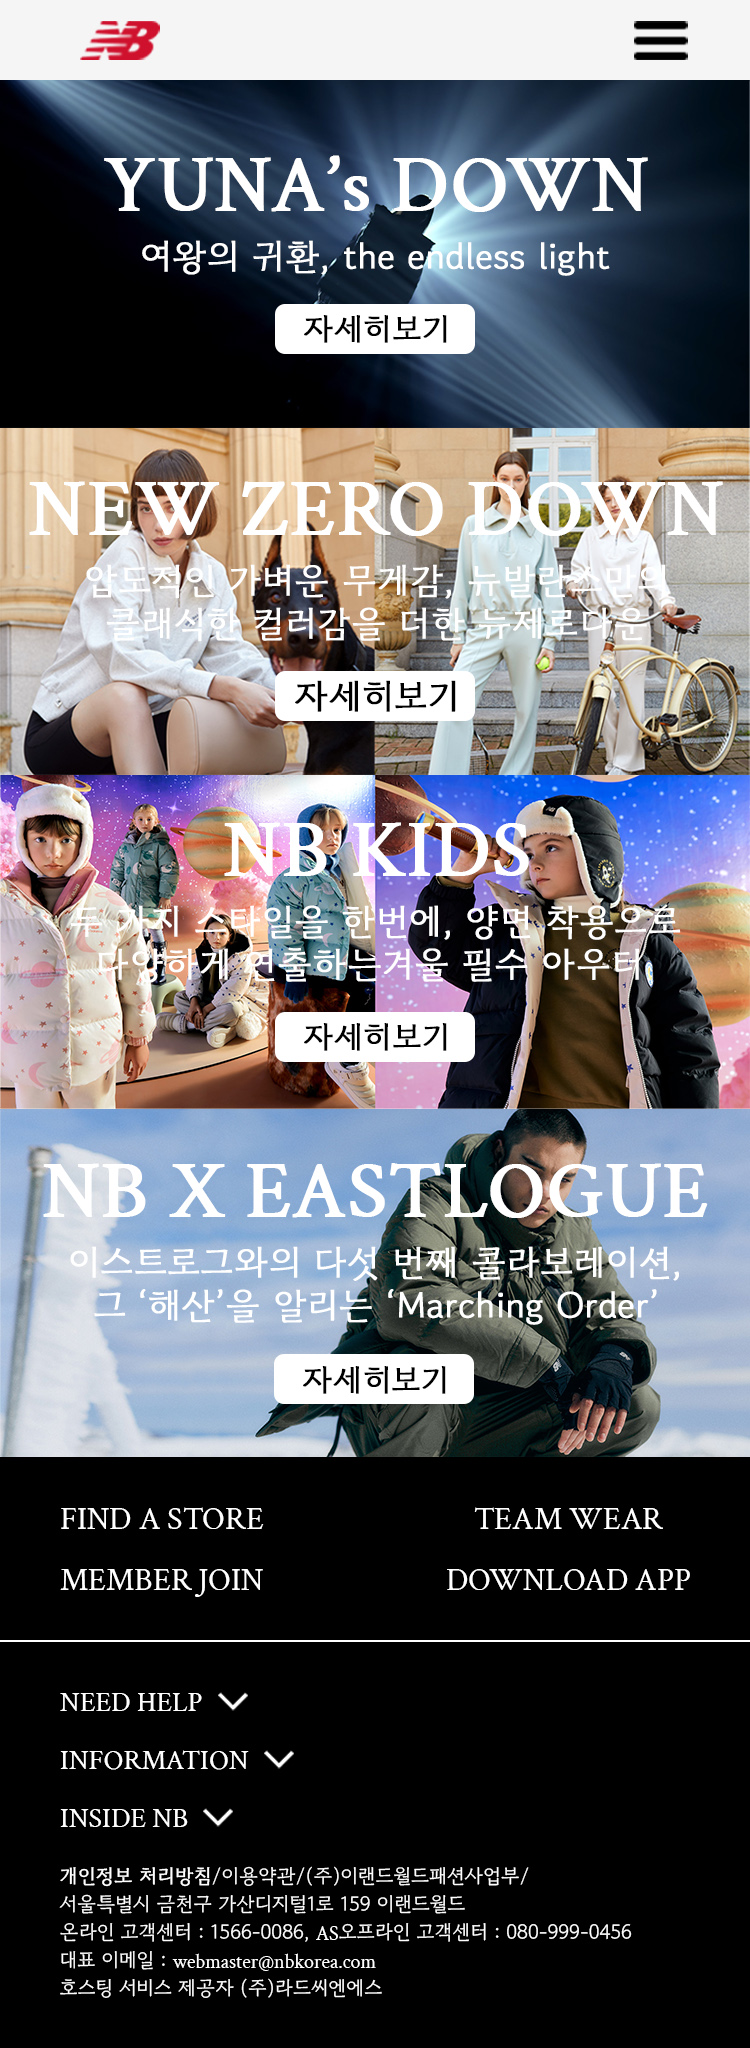 NB
YUNA’s DOWN
여왕의 귀환, the endless light
자세히보기
NEW ZERO DOWN
압도적인 가벼운 무게감, 뉴발란스만의
클래식한 컬러감을 더한 뉴제로다운
자세히보기
NB KIDS
두 가지 스타일을 한번에, 양면 착용으로
다양하게 연출하는겨울 필수 아우터
자세히보기
NB X EASTLOGUE
이스트로그와의 다섯 번째 콜라보레이션,
그 ‘해산’을 알리는 ‘Marching Order’
자세히보기
FIND A STORE
TEAM WEAR
MEMBER JOIN
DOWNLOAD APP
NEED HELP
INFORMATION
INSIDE NB
개인정보 처리방침/이용약관/(주)이랜드월드패션사업부/
서울특별시 금천구 가산디지털1로 159 이랜드월드
온라인 고객센터 : 1566-0086, AS오프라인 고객센터 : 080-999-0456
대표 이메일 : webmaster@nbkorea.com
호스팅 서비스 제공자 (주)라드씨엔에스